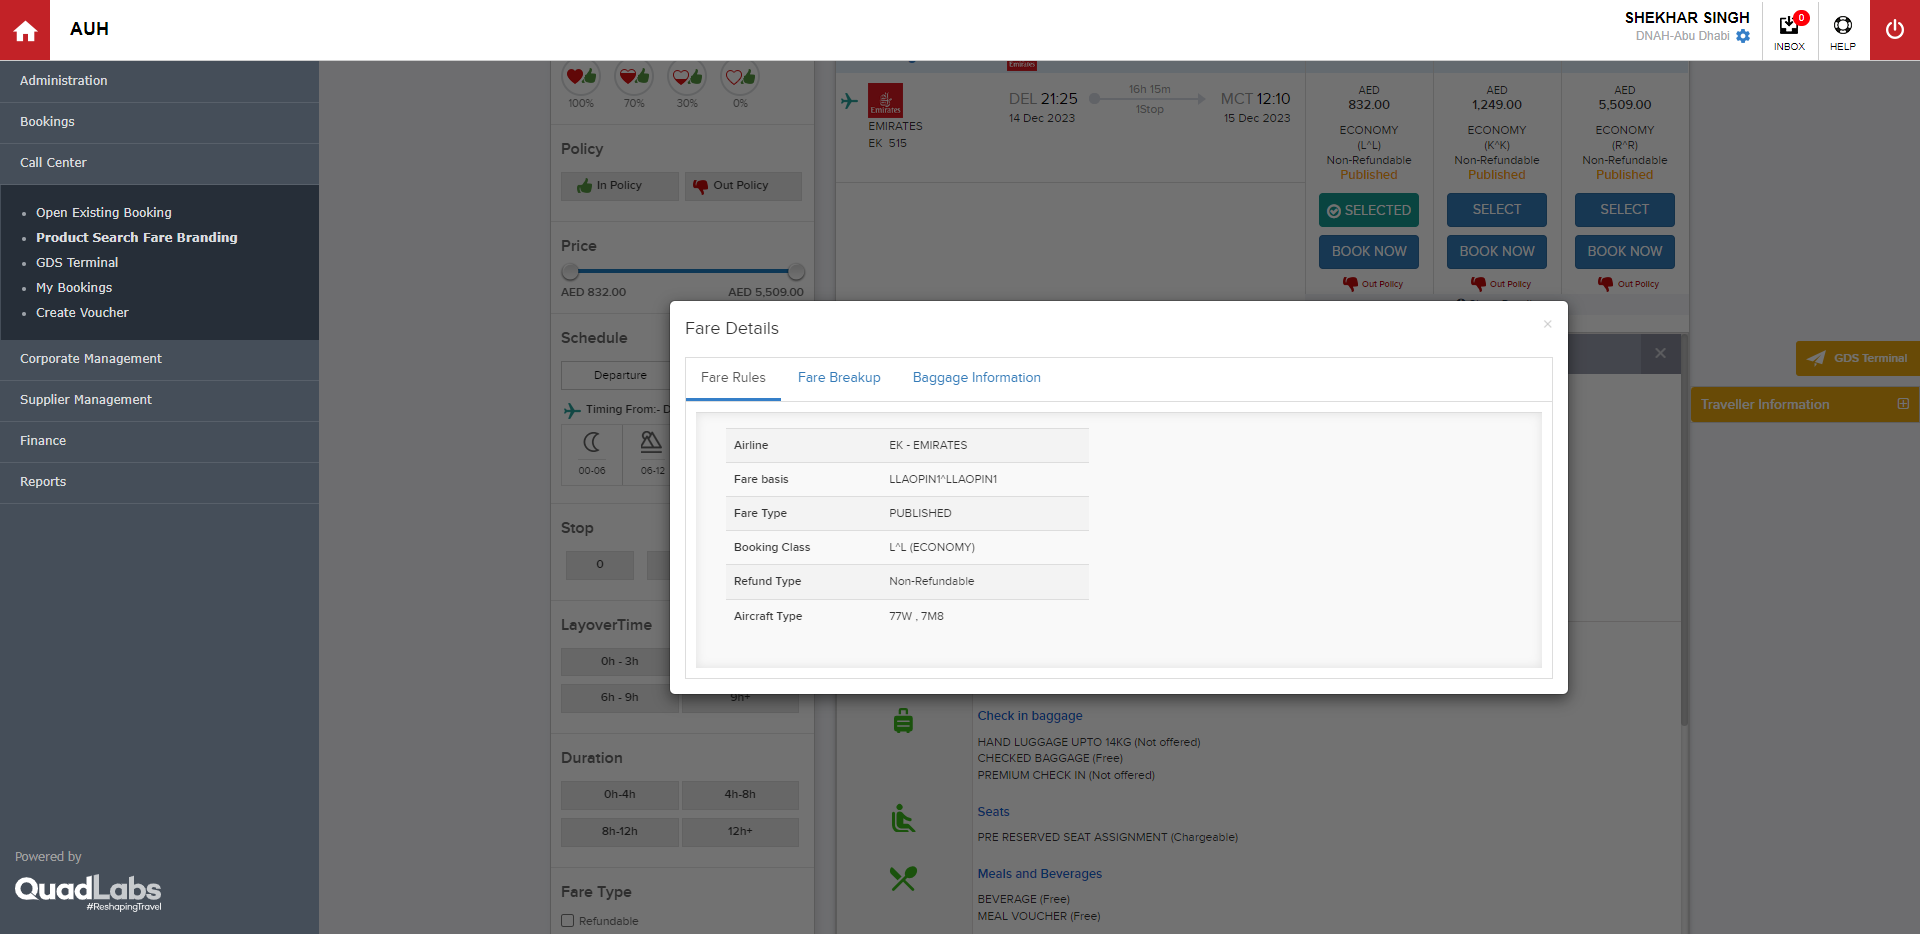 AUH
SHEKHAR SINGH
DNAH-Abu Dhabi
0
INBOX
HELP
Administration
Bookings
Call Center
Open Existing Booking
Product Search Fare Branding
GDS Terminal
My Bookings
Create Voucher
Corporate Management
Supplier Management
Finance
Reports
Powered by
QuadLabs
#ReshapingTravel
100%
70%
30%
0%
Policy
In Policy
Out Policy
Price
AED 832.00
AED 5,509.00
Schedule
Departure
Timing From:- D
00-06
06-12
Stop
0
LayoverTime
0h - 3h
6h - 9h
9h+
Duration
0h-4h
4h-8h
8h-12h
12h+
Fare Type
Refundable
Emirates
EMIRATES
EK 515
DEL 21:25
14 Dec 2023
16h 15m
1Stop
MCT 12:10
15 Dec 2023
AED
832.00
ECONOMY
(L^L)
Non-Refundable
Published
SELECTED
BOOK NOW
Out Policy
AED
1,249.00
ECONOMY
(K^K)
Non-Refundable
Published
SELECT
BOOK NOW
Out Policy
AED
5,509.00
ECONOMY
(R^R)
Non-Refundable
Published
SELECT
BOOK NOW
Out Policy
Fare Details
×
Fare Rules
Fare Breakup
Baggage Information
Airline EK - EMIRATES
Fare basis LLAOPIN1^LLAOPIN1
Fare Type PUBLISHED
Booking Class L^L (ECONOMY)
Refund Type Non-Refundable
Aircraft Type 77W , 7M8
GDS Terminal
Traveller Information
Check in baggage
HAND LUGGAGE UPTO 14KG (Not offered)
CHECKED BAGGAGE (Free)
PREMIUM CHECK IN (Not offered)
Seats
PRE RESERVED SEAT ASSIGNMENT (Chargeable)
Meals and Beverages
BEVERAGE (Free)
MEAL VOUCHER (Free)